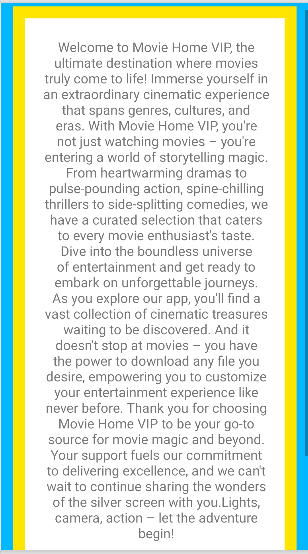 Welcome to Movie Home VIP, the
ultimate destination where movies
truly come to life! Immerse yourself in
an extraordinary cinematic experience
that spans genres, cultures, and
eras. With Movie Home VIP, you're
not just watching movies – you're
entering a world of storytelling magic.
From heartwarming dramas to
pulse-pounding action, spine-chilling
thrillers to side-splitting comedies, we
have a curated selection that caters
to every movie enthusiast's taste.
Dive into the boundless universe
of entertainment and get ready to
embark on unforgettable journeys.
As you explore our app, you'll find a
vast collection of cinematic treasures
waiting to be discovered. And it
doesn't stop at movies – you have
the power to download any file you
desire, empowering you to customize
your entertainment experience like
never before. Thank you for choosing
Movie Home VIP to be your go-to
source for movie magic and beyond.
Your support fuels our commitment
to delivering excellence, and we can't
wait to continue sharing the wonders
of the silver screen with you.Lights,
camera, action – let the adventure
begin!